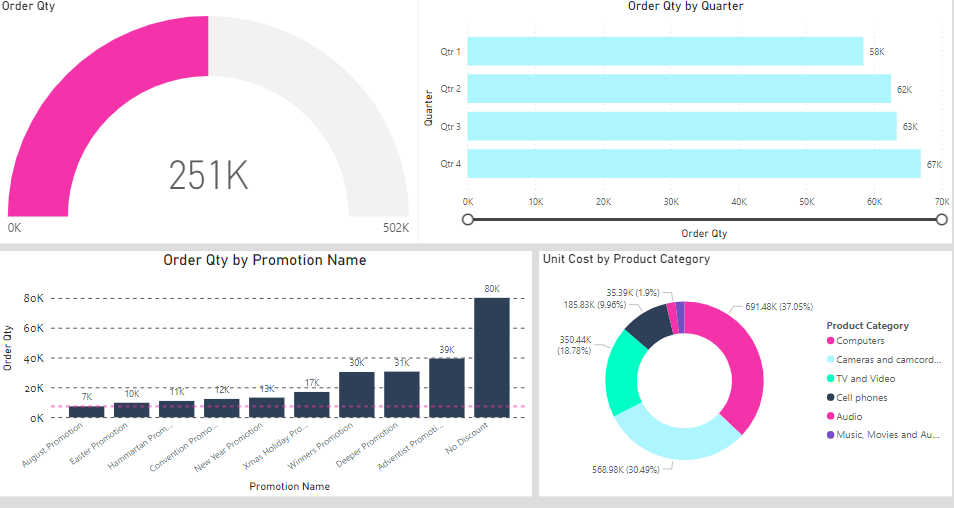 Order Qty
251K
0K
502K
Order Qty by Quarter
Quarter
Qtr 1
58K
Qtr 2
62K
Qtr 3
63K
Qtr 4
67K
0K 10K 20K 30K 40K 50K 60K 70K
Order Qty
Order Qty by Promotion Name
Order Qty
80K
60K
40K
20K
0K
7K
10K
11K
12K
13K
17K
30K
31K
39K
80K
August Promotion
Easter Promotion
Hammartan Prom...
Convention Promo...
New Year Promotion
Xmas Holiday Pro...
Winners Promotion
Deeper Promotion
Adventist Promoti...
No Discount
Promotion Name
Unit Cost by Product Category
35.39K (1.9%)
185.83K (9.96%)
691.48K (37.05%)
350.44K
(18.78%)
568.98K (30.49%)
Product Category
Computers
Cameras and camcord...
TV and Video
Cell phones
Audio
Music, Movies and Au...